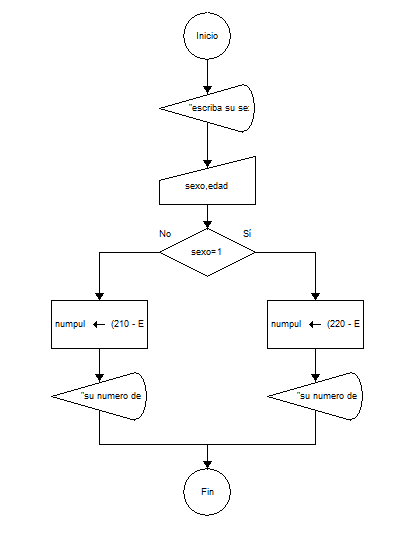 Inicio
"escriba su se:
sexo,edad
No
Sí
sexo=1
numpul ← (210 - E
numpul ← (220 - E
"su numero de
"su numero de
Fin